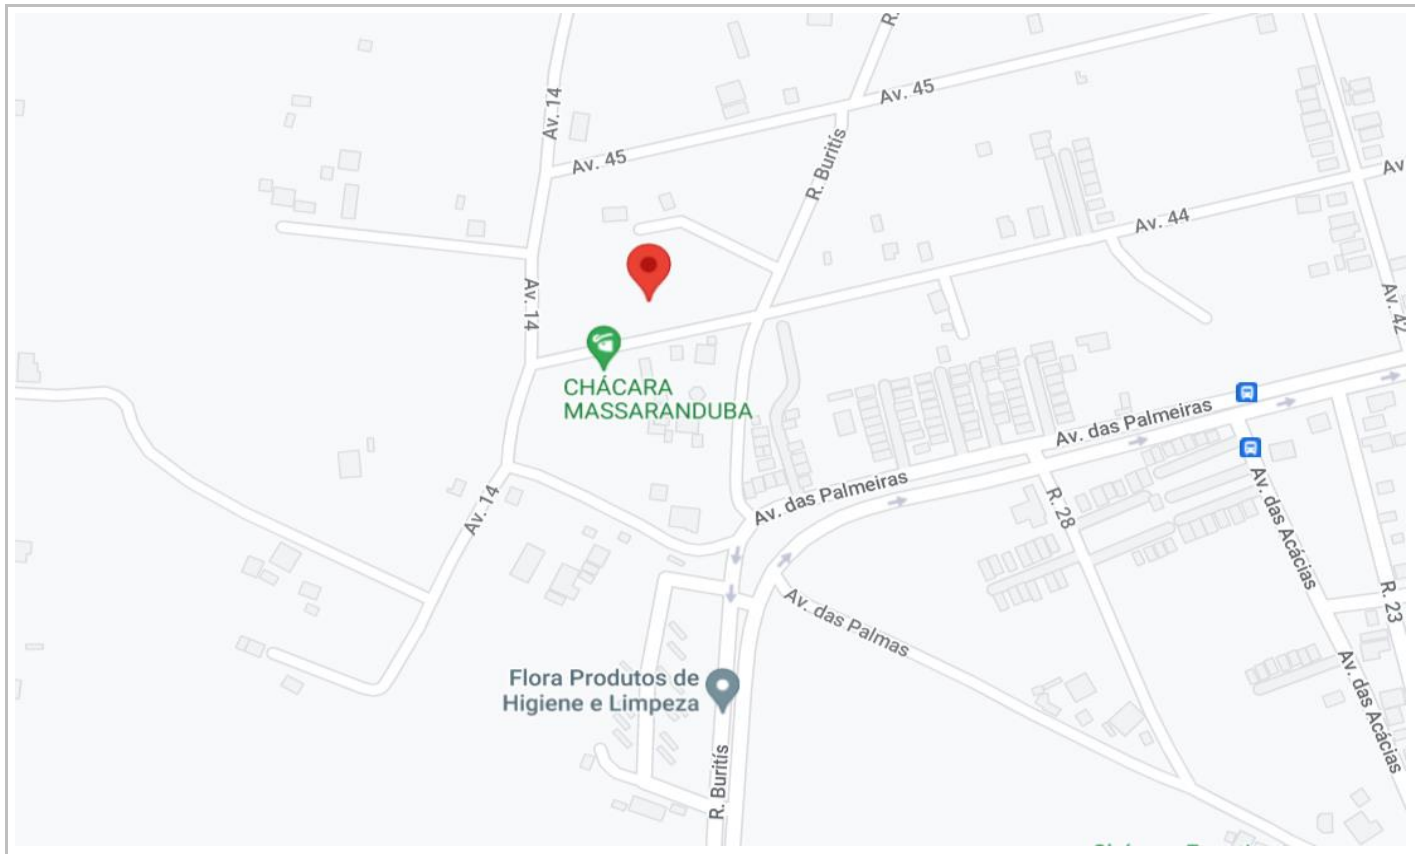 R.
Av. 14
Av. 45
Av. 45
R. Buritís
Av
Av. 44
Av. 14
Av. 42
CHÁCARA
MASSARANDUBA
Av. das Palmeiras
Av. das Palmeiras
Av. 14
R. 28
Av. das Acácias
Av. das Palmas
R. 23
Flora Produtos de
Higiene e Limpeza
Av. das Acácias
R. Buritís